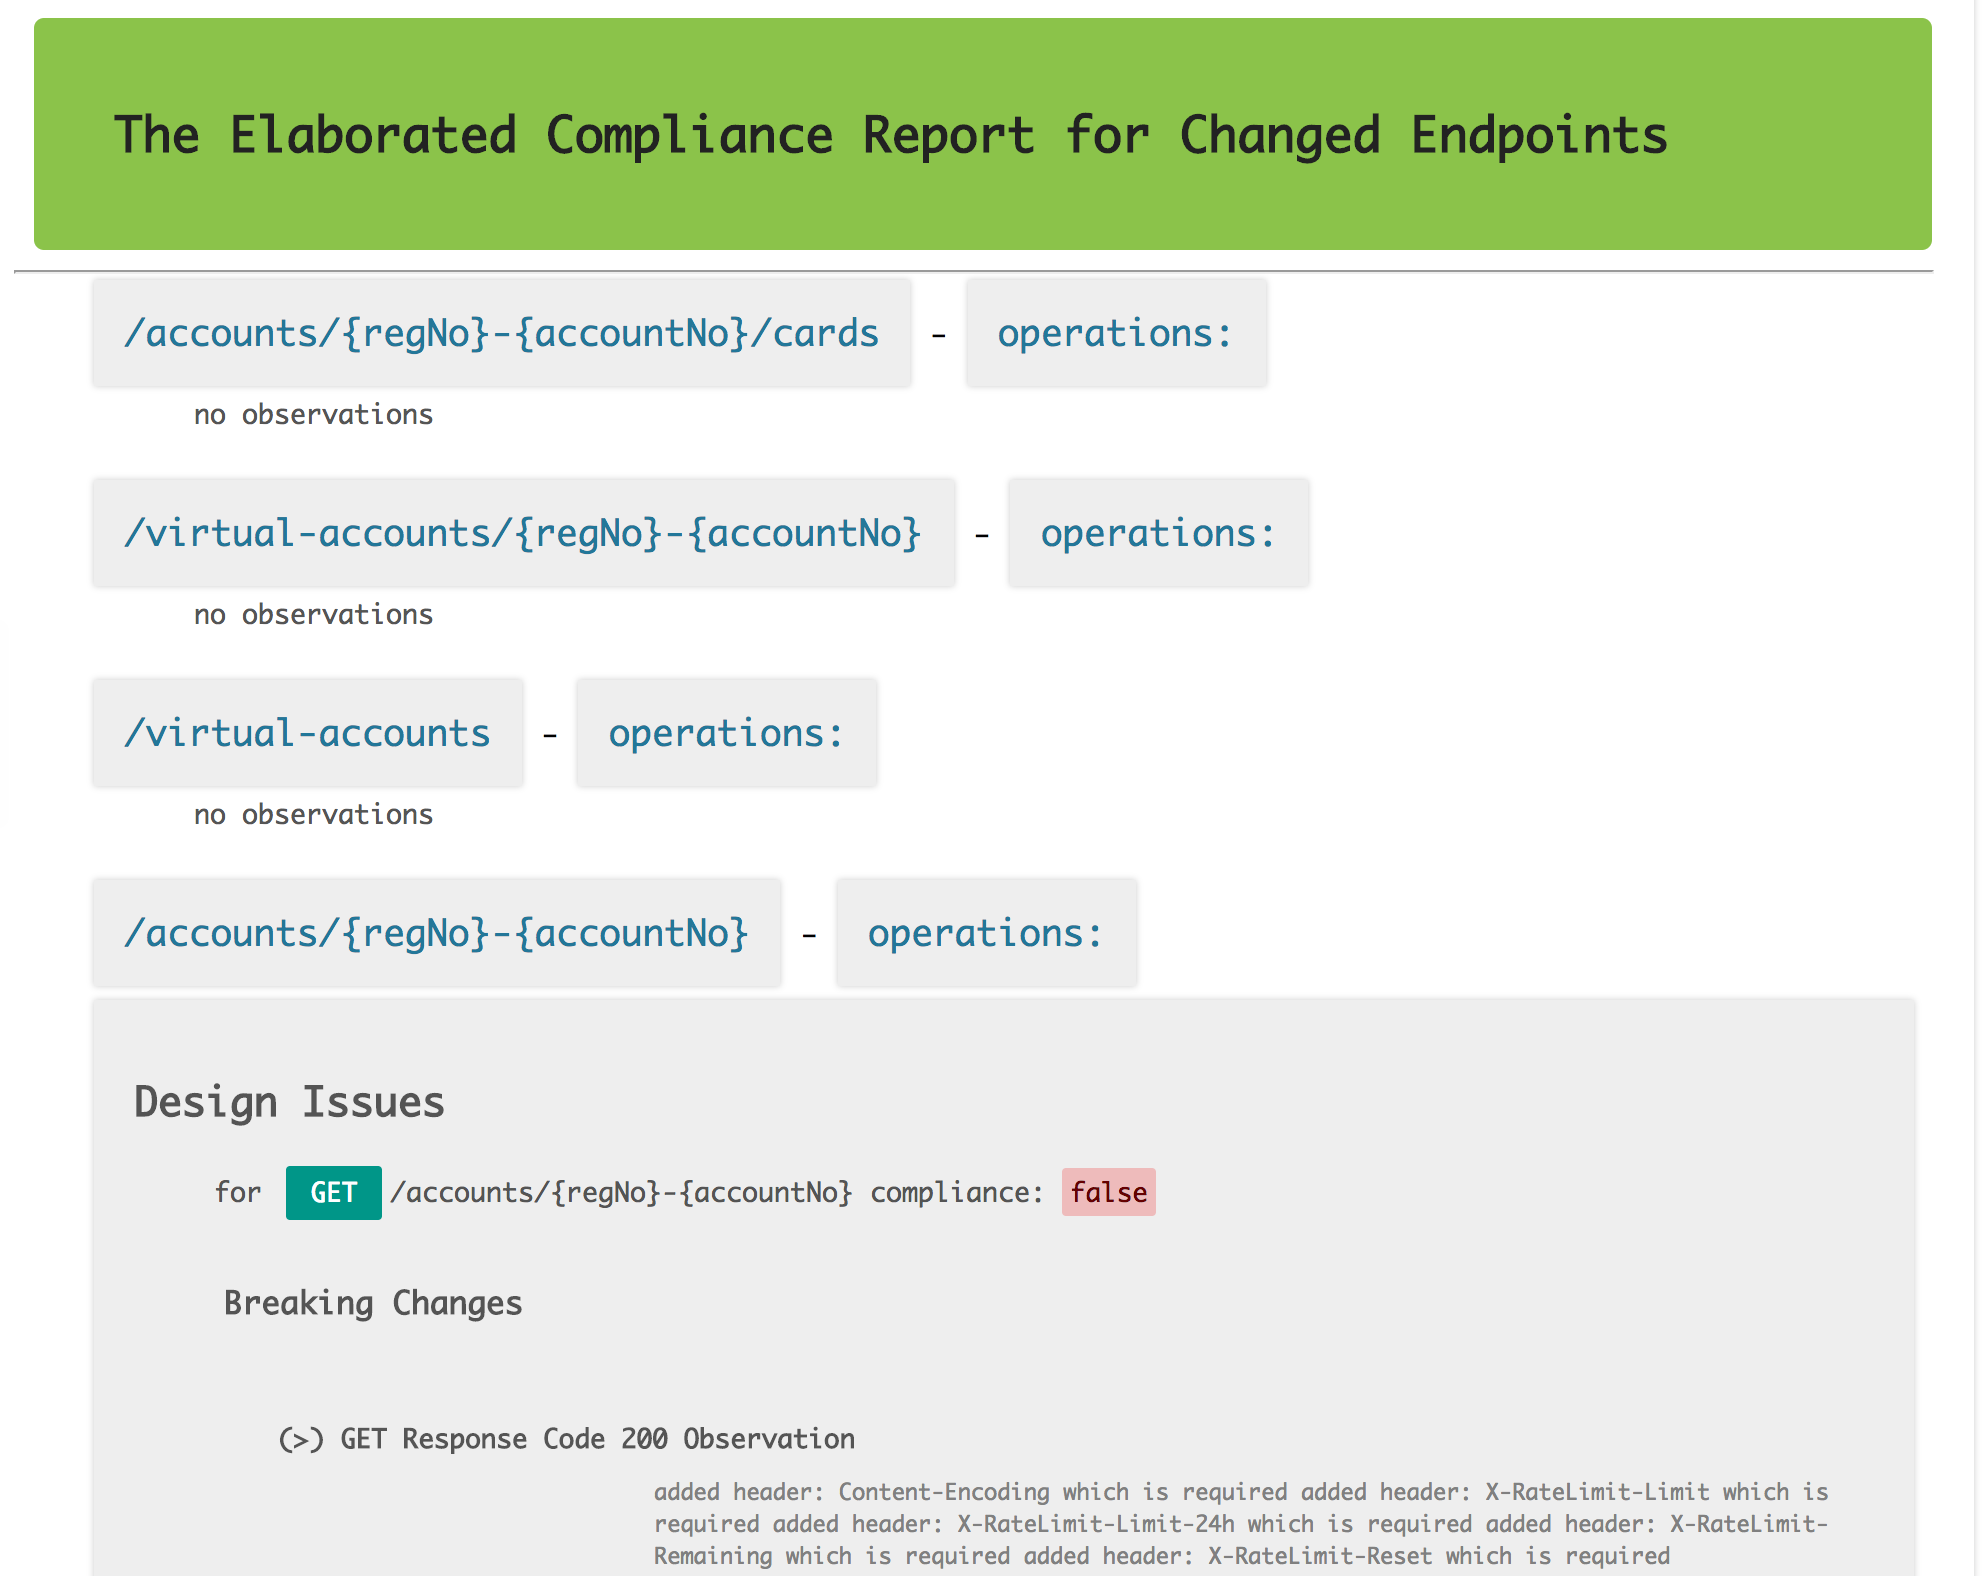 The Elaborated Compliance Report for Changed Endpoints
/accounts/{regNo}-{accountNo}/cards - operations:
no observations
/virtual-accounts/{regNo}-{accountNo} - operations:
no observations
/virtual-accounts - operations:
no observations
/accounts/{regNo}-{accountNo} - operations:
Design Issues
for GET /accounts/{regNo}-{accountNo} compliance: false
Breaking Changes
(>) GET Response Code 200 Observation
added header: Content-Encoding which is required added header: X-RateLimit-Limit which is
required added header: X-RateLimit-Limit-24h which is required added header: X-RateLimit-
Remaining which is required added header: X-RateLimit-Reset which is required